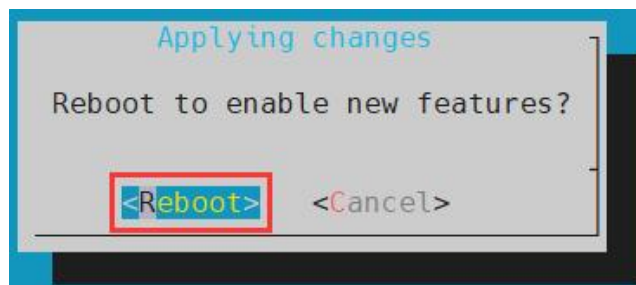 Applying changes
Reboot to enable new features?
<Reboot> <Cancel>